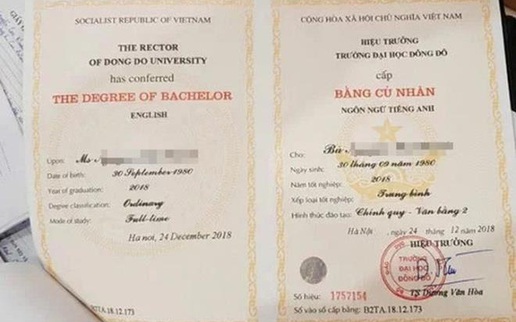 SOCIALIST REPUBLIC OF VIETNAM
THE RECTOR
OF DONG DO UNIVERSITY
has conferred
THE DEGREE OF BACHELOR
ENGLISH
Upon: Ms
Date of birth: 30 September 1980
Year of graduation: 2018
Degree classification: Ordinary
Mode of study: Full-time
Ha noi, 24 December 2018
B2TA.18.12.173
CỘNG HÒA XÃ HỘI CHỦ NGHĨA VIỆT NAM
HIỆU TRƯỞNG
TRƯỜNG ĐẠI HỌC ĐÔNG ĐÔ
cấp
BẰNG CỬ NHÂN
NGÔN NGỮ TIẾNG ANH
Cho: Bà
Ngày sinh: 30 tháng 09 năm 1980
Năm tốt nghiệp: 2018
Xếp loại tốt nghiệp: Trung bình
Hình thức đào tạo: Chính quy - Văn bằng 2
Hà Nội, ngày 24 tháng 12 năm 2018
HIỆU TRƯỞNG
TRƯỜNG
ĐẠI HỌC
ĐÔNG ĐÔ
TS Dương Văn Hòa
Số hiệu: 1757154
Số vào sổ cấp bằng: B2TA.18.12.173